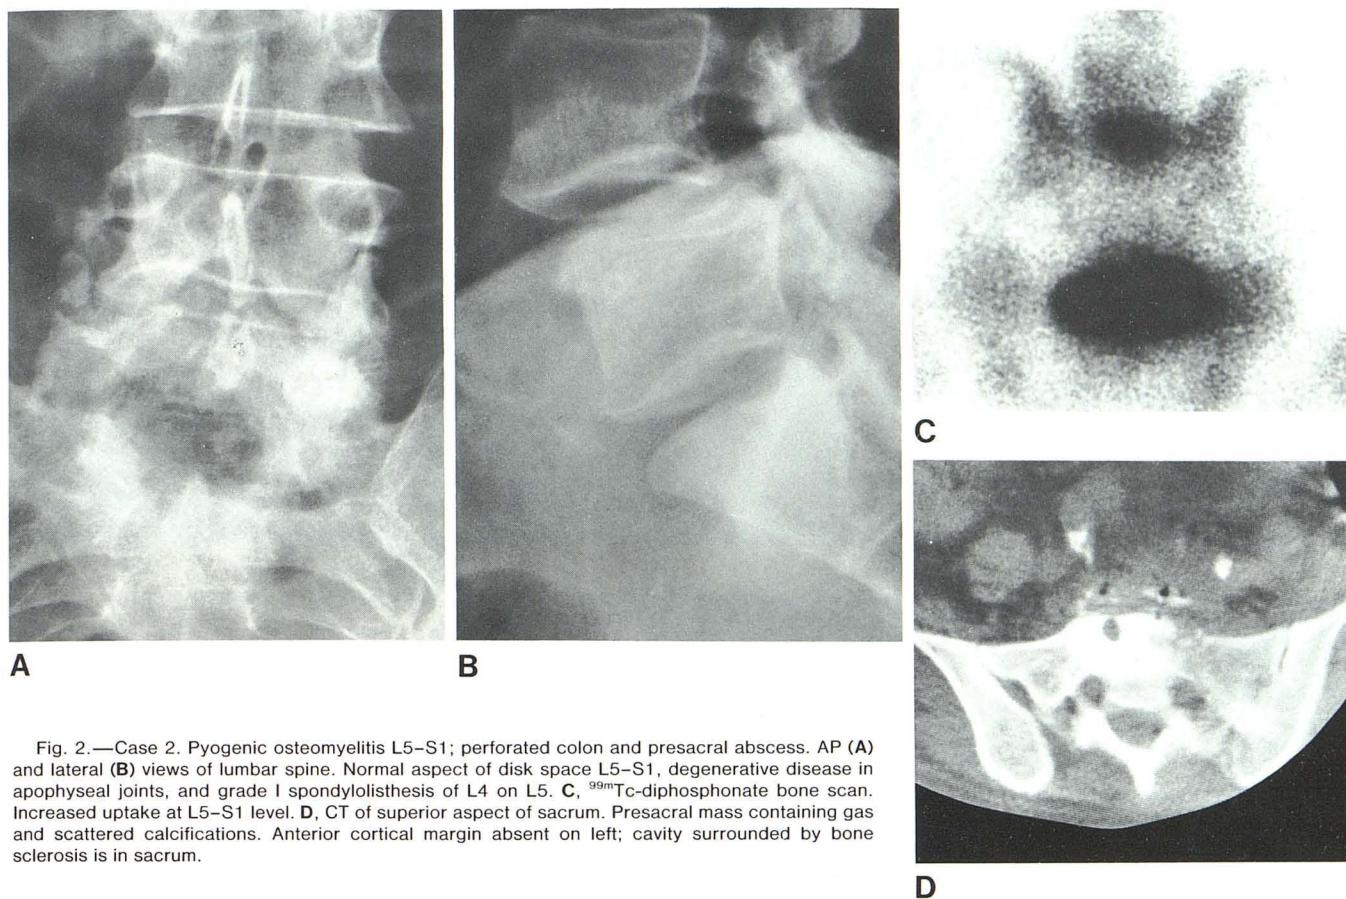 A
B
C
D
Fig. 2.—Case 2. Pyogenic osteomyelitis L5–S1; perforated colon and presacral abscess. AP (A)
and lateral (B) views of lumbar spine. Normal aspect of disk space L5–S1, degenerative disease in
apophyseal joints, and grade I spondylolisthesis of L4 on L5. C, ⁹⁹ᵐTc-diphosphonate bone scan.
Increased uptake at L5–S1 level. D, CT of superior aspect of sacrum. Presacral mass containing gas
and scattered calcifications. Anterior cortical margin absent on left; cavity surrounded by bone
sclerosis is in sacrum.